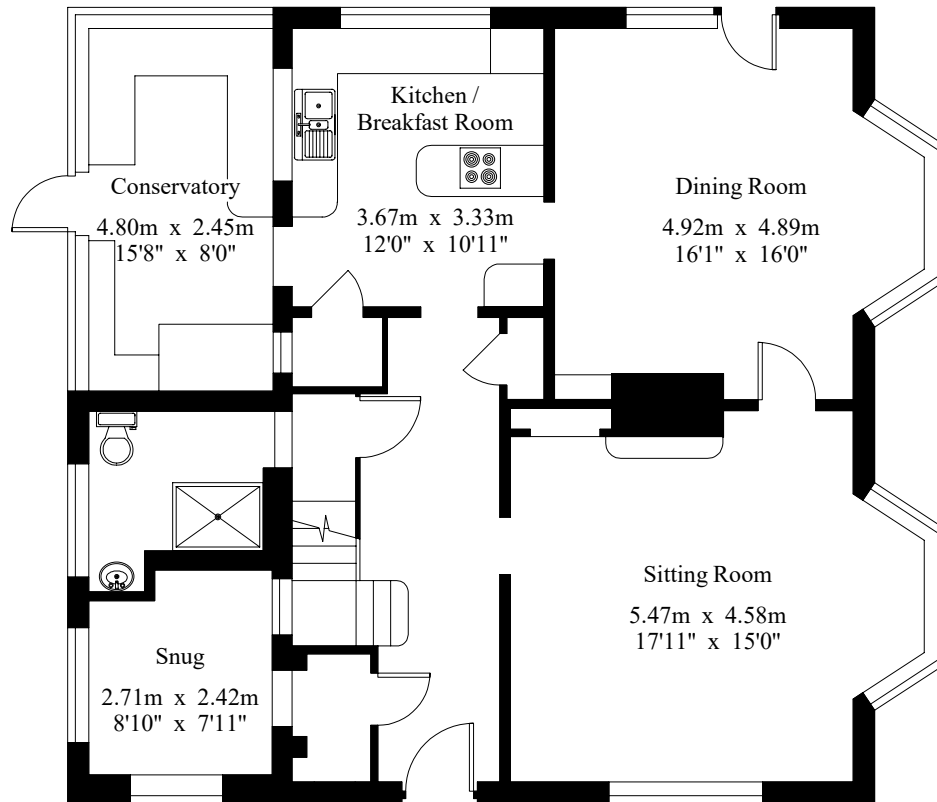 Kitchen /
Breakfast Room
3.67m x 3.33m
12'0" x 10'11"
Conservatory
4.80m x 2.45m
15'8" x 8'0"
Dining Room
4.92m x 4.89m
16'1" x 16'0"
Sitting Room
5.47m x 4.58m
17'11" x 15'0"
Snug
2.71m x 2.42m
8'10" x 7'11"